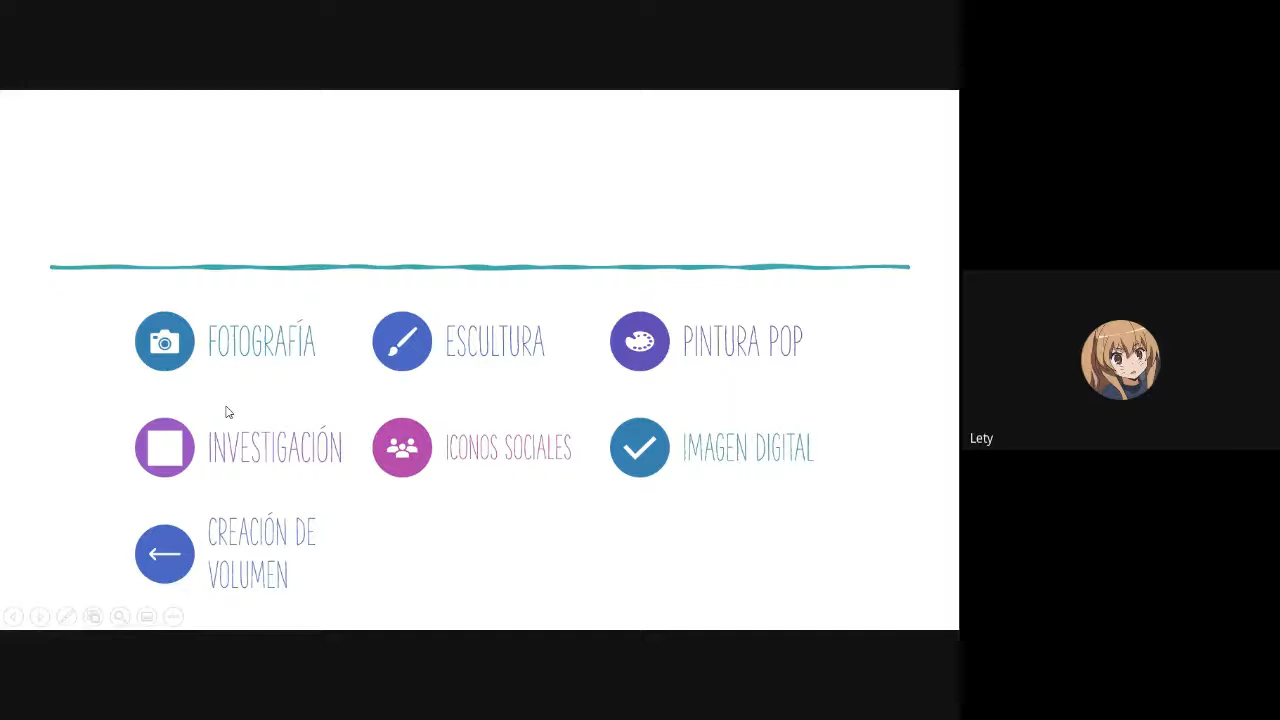 FOTOGRAFÍA
ESCULTURA
PINTURA POP
INVESTIGACIÓN
ICONOS SOCIALES
IMAGEN DIGITAL
CREACIÓN DE
VOLUMEN
Lety